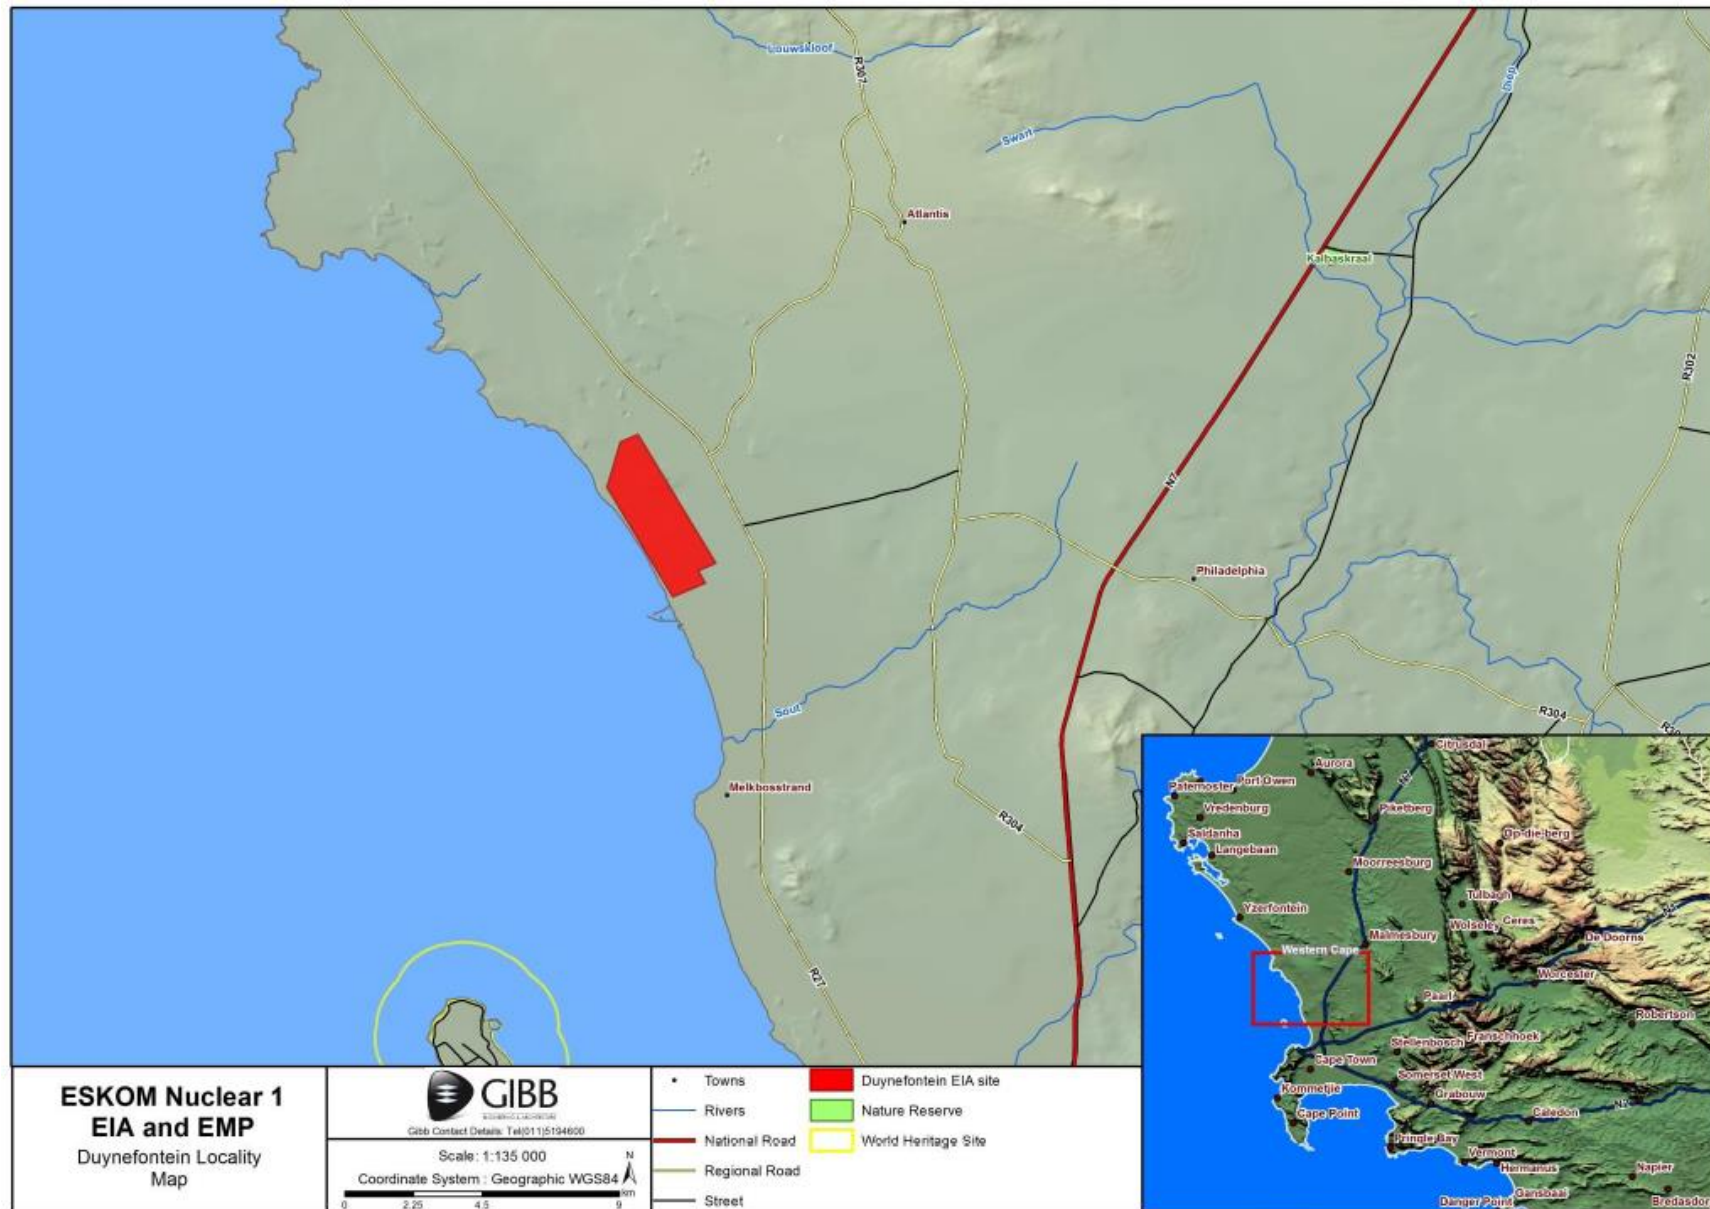 Louwskloof
R307
Diep
Swart
Atlantis
Kalbaskraal
R302
N7
Philadelphia
Sout
R304
R304
Melkbosstrand
R27
Citrusdal
Aurora
N7
Port Owen
Paternoster
Vredenburg
Piketberg
Saldanha
Op-die-berg
Langebaan
Moorreesburg
Tulbagh
Yzerfontein
Wolseley
Ceres
N1
Malmesbury
De Doorns
Western Cape
Worcester
Paarl
Robertson
Franschhoek
Stellenbosch
Cape Town
Somerset West
Kommetjie
Grabouw
N2
Cape Point
Caledon
Pringle Bay
Vermont
Hermanus
Napier
Danger Point
Gansbaai
Bredasdor
ESKOM Nuclear 1
EIA and EMP
Duynefontein Locality
Map
GIBB
Gibb Contact Details: Tel(011)5194600
Scale: 1:135 000
N
Coordinate System : Geographic WGS84
km
0 2.25 4.5 9
Towns
Rivers
National Road
Regional Road
Street
Duynefontein EIA site
Nature Reserve
World Heritage Site